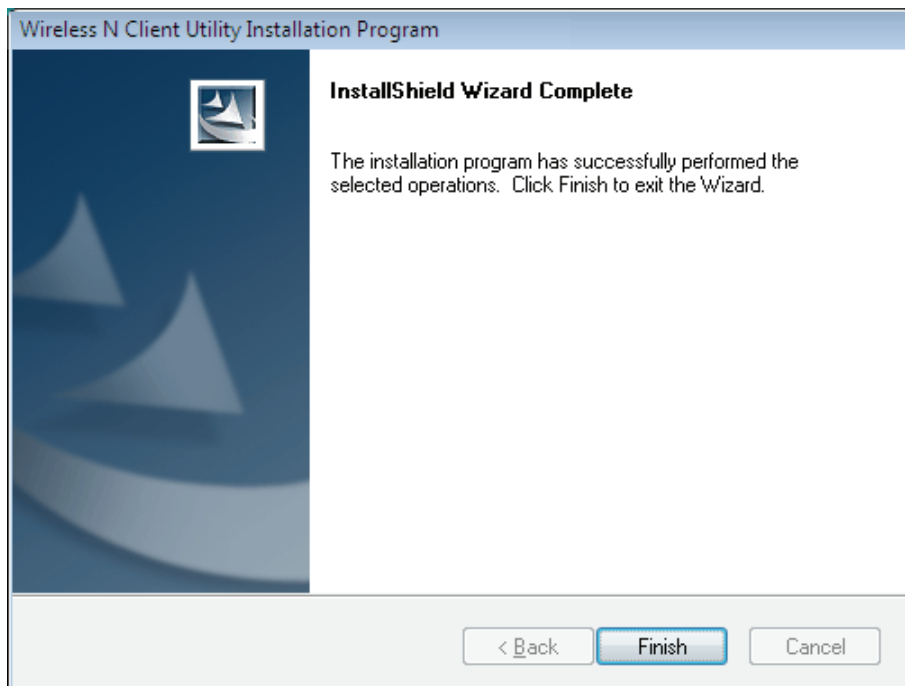 Wireless N Client Utility Installation Program
InstallShield Wizard Complete
The installation program has successfully performed the
selected operations.  Click Finish to exit the Wizard.
< Back
Finish
Cancel